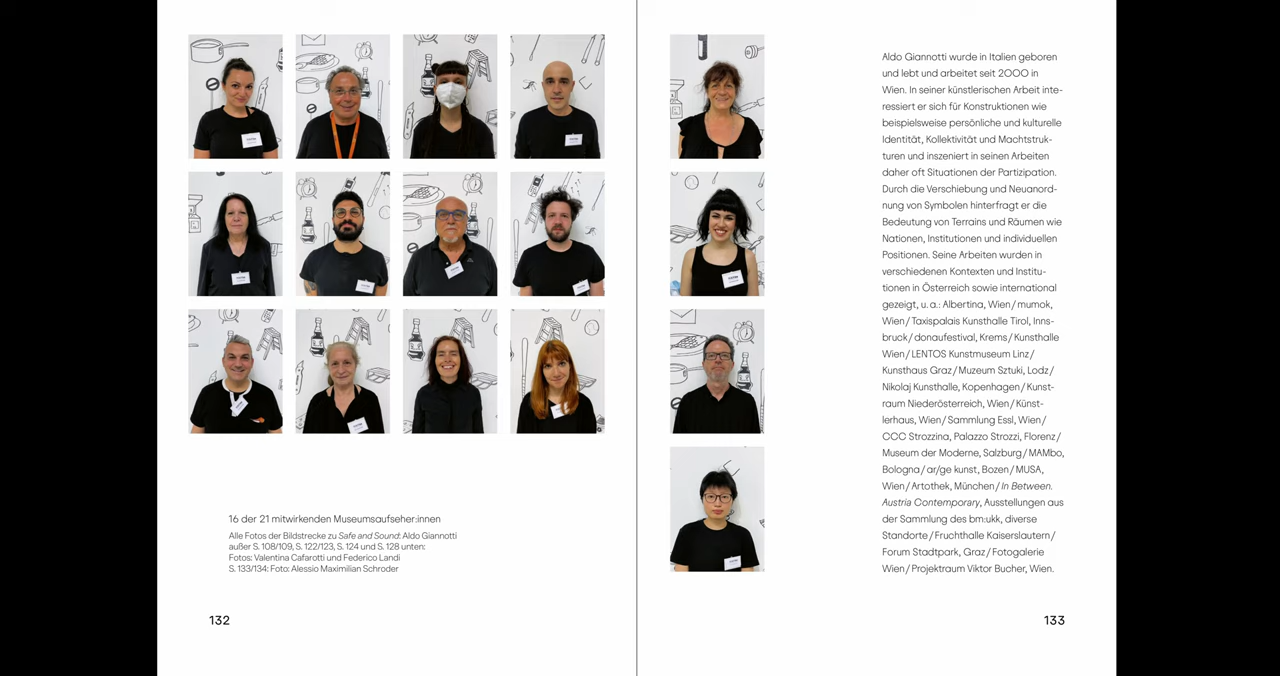 16 der 21 mitwirkenden Museumsaufseher:innen
Alle Fotos der Bildstrecke zu Safe and Sound: Aldo Giannotti
außer S. 108/109, S. 122/123, S. 124 und S. 128 unten:
Fotos: Valentina Cafarotti und Federico Landi
S. 133/134: Foto: Alessio Maximilian Schroder
132
Aldo Giannotti wurde in Italien geboren
und lebt und arbeitet seit 2000 in
Wien. In seiner künstlerischen Arbeit inte-
ressiert er sich für Konstruktionen wie
beispielsweise persönliche und kulturelle
Identität, Kollektivität und Machtstruk-
turen und inszeniert in seinen Arbeiten
daher oft Situationen der Partizipation.
Durch die Verschiebung und Neuanord-
nung von Symbolen hinterfragt er die
Bedeutung von Terrains und Räumen wie
Nationen, Institutionen und individuellen
Positionen. Seine Arbeiten wurden in
verschiedenen Kontexten und Institu-
tionen in Österreich sowie international
gezeigt, u. a.: Albertina, Wien / mumok,
Wien / Taxispalais Kunsthalle Tirol, Inns-
bruck / donaufestival, Krems / Kunsthalle
Wien / LENTOS Kunstmuseum Linz /
Kunsthaus Graz / Muzeum Sztuki, Lodz /
Nikolaj Kunsthalle, Kopenhagen / Kunst-
raum Niederösterreich, Wien / Künst-
lerhaus, Wien / Sammlung Essl, Wien /
CCC Strozzina, Palazzo Strozzi, Florenz /
Museum der Moderne, Salzburg / MAMbo,
Bologna / ar/ge kunst, Bozen / MUSA,
Wien / Artothek, München / In Between.
Austria Contemporary, Ausstellungen aus
der Sammlung des bm:ukk, diverse
Standorte / Fruchthalle Kaiserslautern /
Forum Stadtpark, Graz / Fotogalerie
Wien / Projektraum Viktor Bucher, Wien.
133